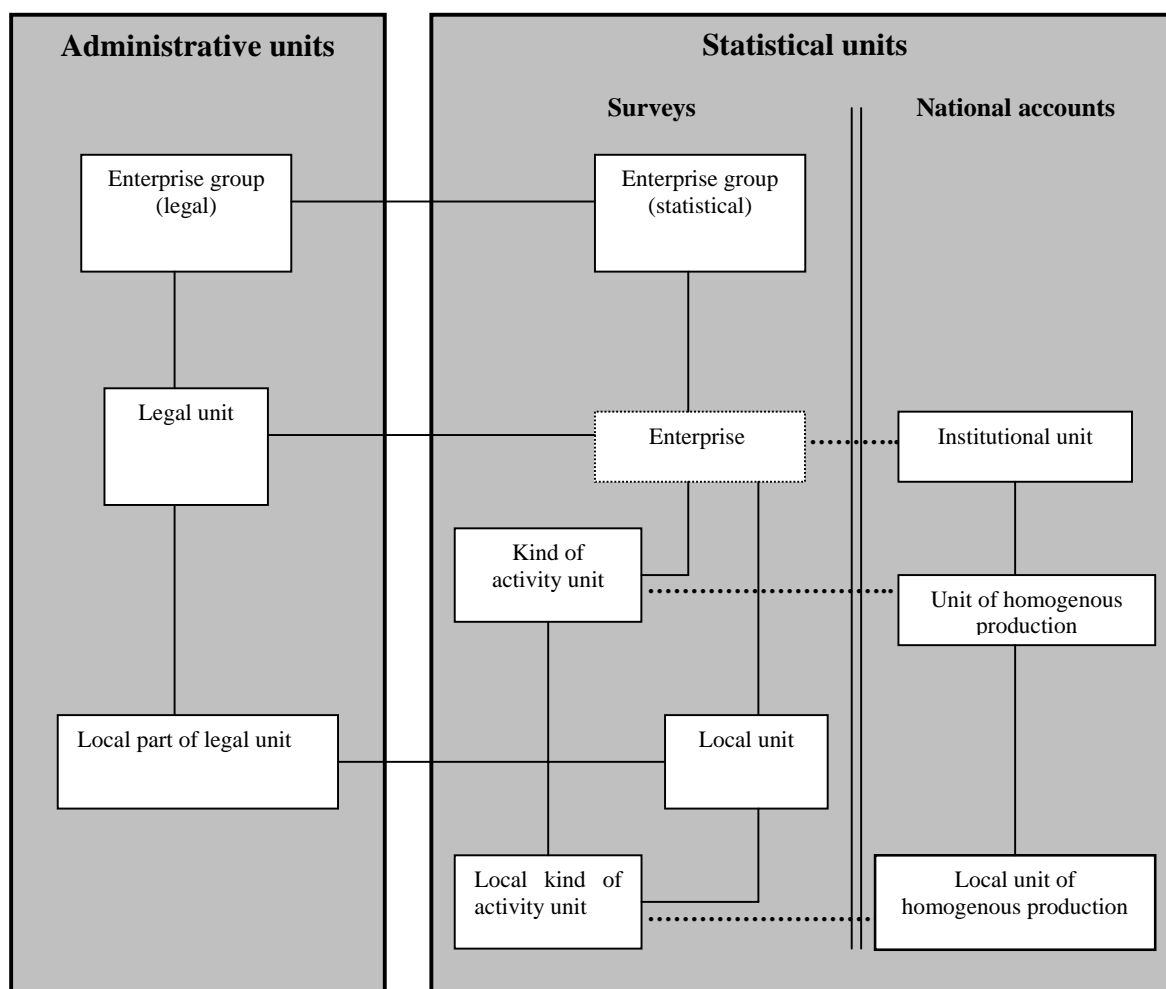 Administrative units
Statistical units
Surveys
National accounts
Enterprise group
(legal)
Enterprise group
(statistical)
Legal unit
Enterprise
Institutional unit
Kind of
activity unit
Unit of homogenous
production
Local part of legal unit
Local unit
Local kind of
activity unit
Local unit of
homogenous production